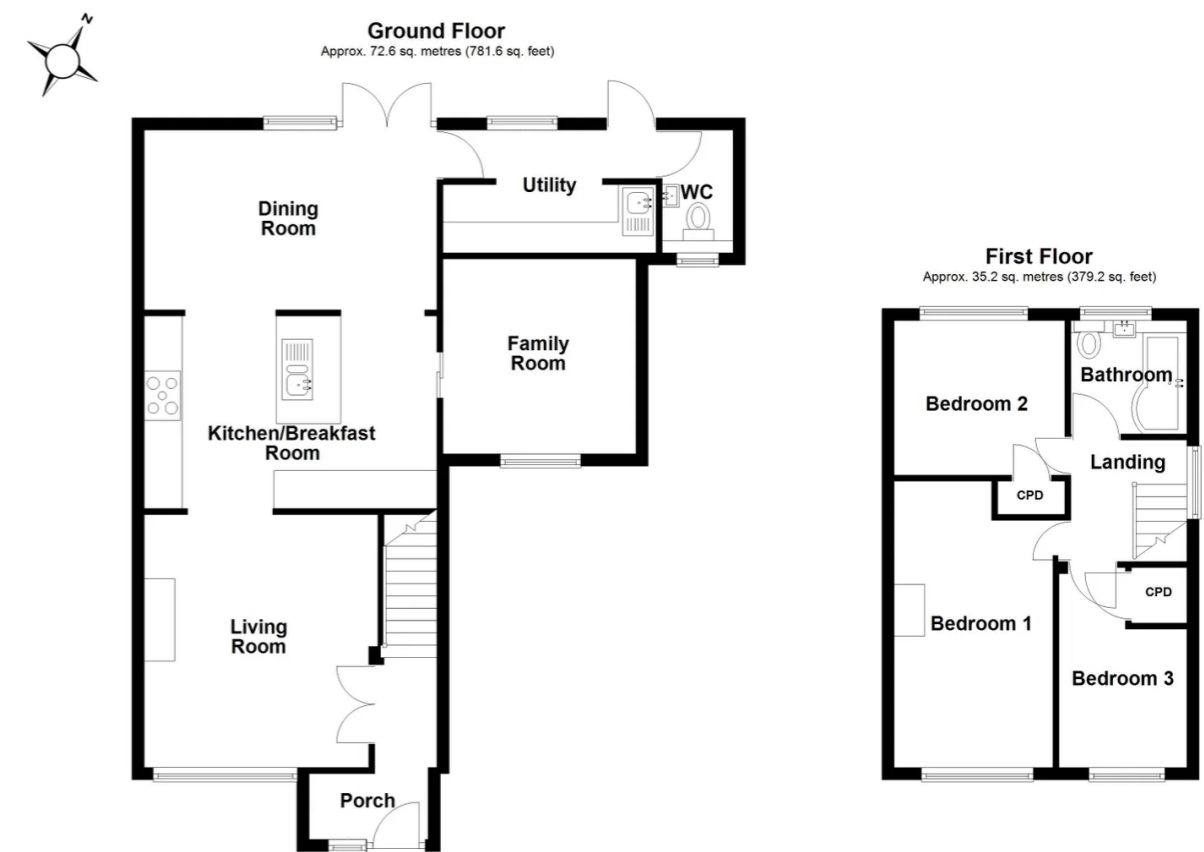 N
Ground Floor
Approx. 72.6 sq. metres (781.6 sq. feet)
Dining
Room
Utility
WC
Family
Room
Kitchen/Breakfast
Room
Living
Room
Porch
First Floor
Approx. 35.2 sq. metres (379.2 sq. feet)
Bedroom 2
Bathroom
Landing
CPD
CPD
Bedroom 1
Bedroom 3